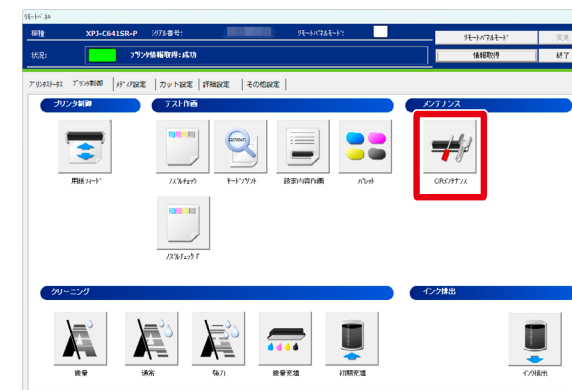 リモートパネル
機種 XPJ-C641SR-P シリアル番号: リモートパネルモード:
リモートパネルモード 変更
状況: プリンタ情報取得:成功
情報取得 終了
プリンタステータス プリンタ制御 メディア設定 カット設定 詳細設定 その他設定
プリンタ制御 テスト作画 メンテナンス
用紙フィード ノズルチェック モードプリント 設定内容作画 パレット CRメンテナンス
ノズルチェック F
クリーニング インク排出
微量 通常 強力 微量充填 初期充填 インク排出